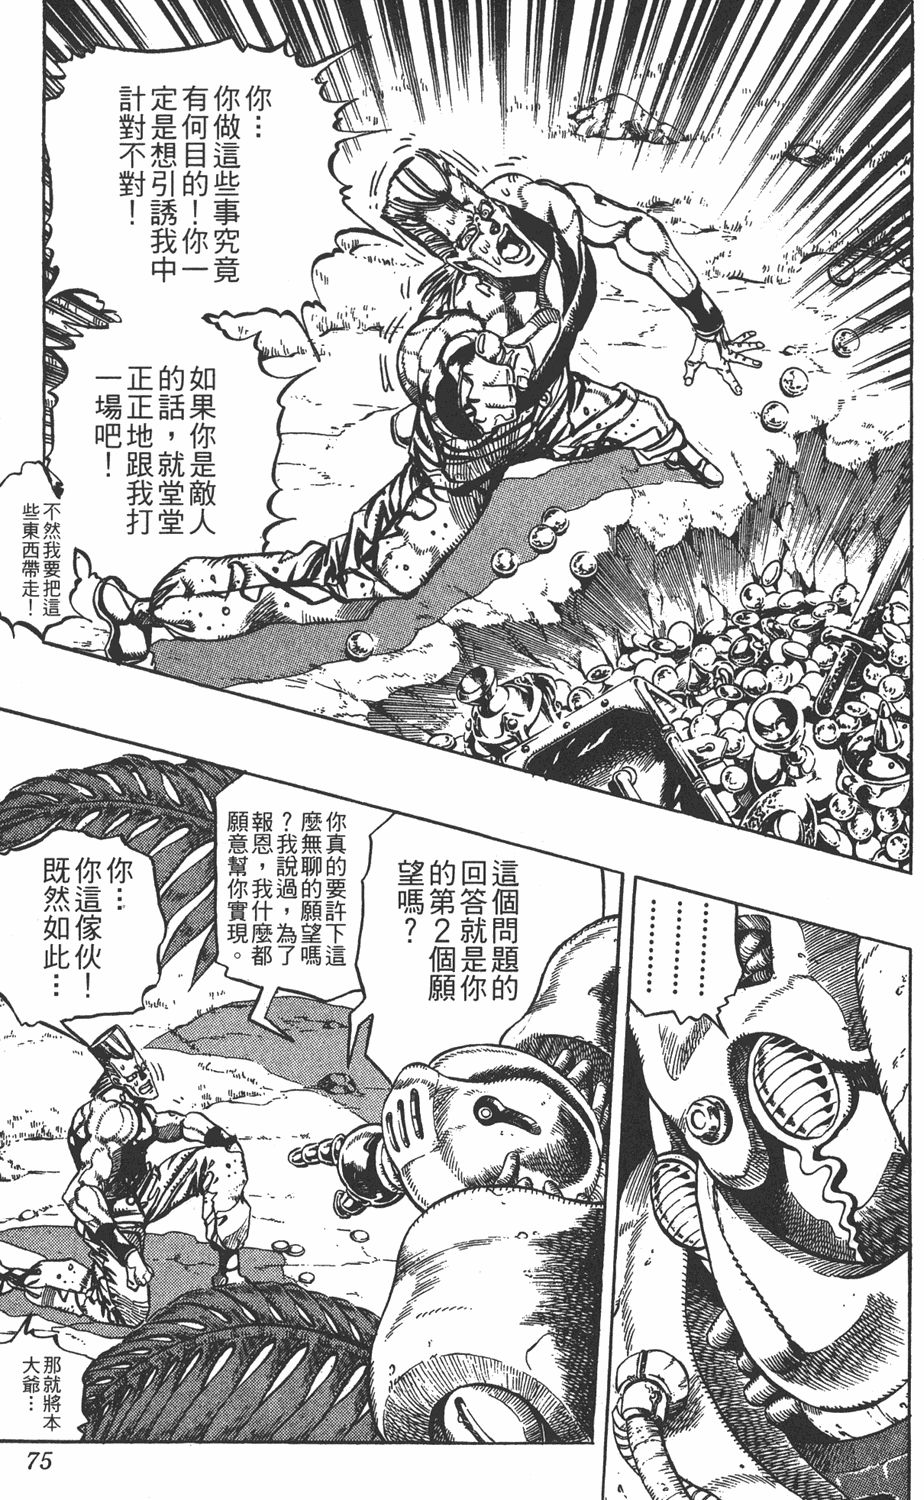 你…
你做這些事究竟
有何目的！你一
定是想引誘我中
計對不對！
如果你是敵人
的話，就堂堂
正正地跟我打
一場吧！
不然我要把這
些東西帶走！
…………
…………
這個問題的
回答就是你
的第2個願
望嗎？
你真的要許下這
麼無聊的願望嗎
？我說過，為了
報恩，我什麼都
願意幫你實現。
你…
你這傢伙！
既然如此…
那就將本
大爺…
75